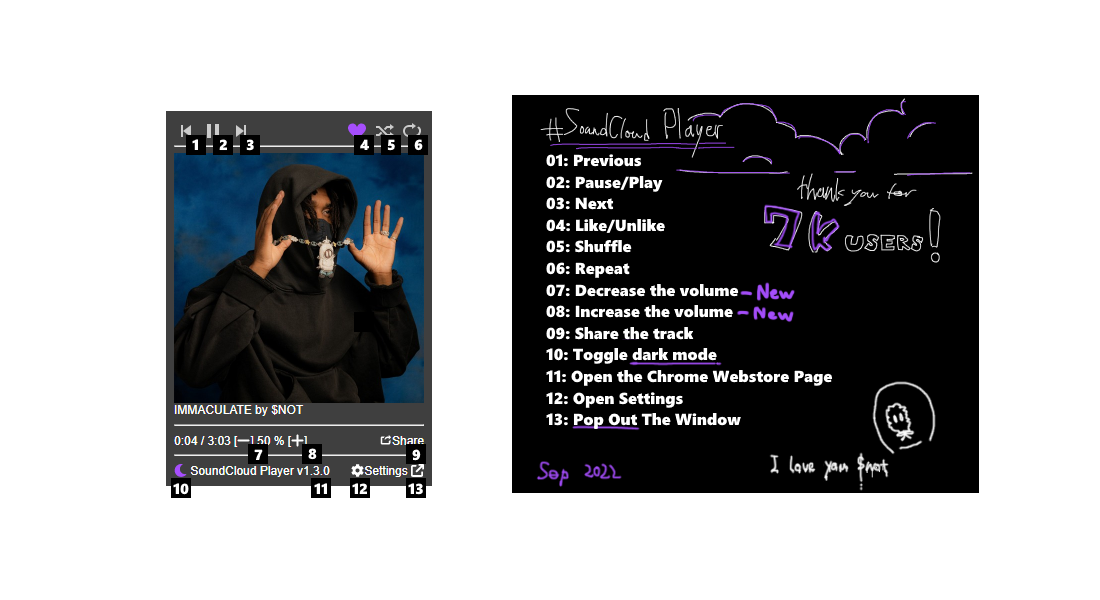 1 2 3 4 5 6
IMMACULATE by $NOT
0:04 / 3:03 [—] 50 % [+] Share
7 8 9
SoundCloud Player v1.3.0 Settings
10 11 12 13
#SoundCloud Player
01: Previous
02: Pause/Play
03: Next
04: Like/Unlike
05: Shuffle
06: Repeat
07: Decrease the volume – New
08: Increase the volume – New
09: Share the track
10: Toggle dark mode
11: Open the Chrome Webstore Page
12: Open Settings
13: Pop Out The Window
thank you for
7k USERS!
I love you $not
Sep 2022